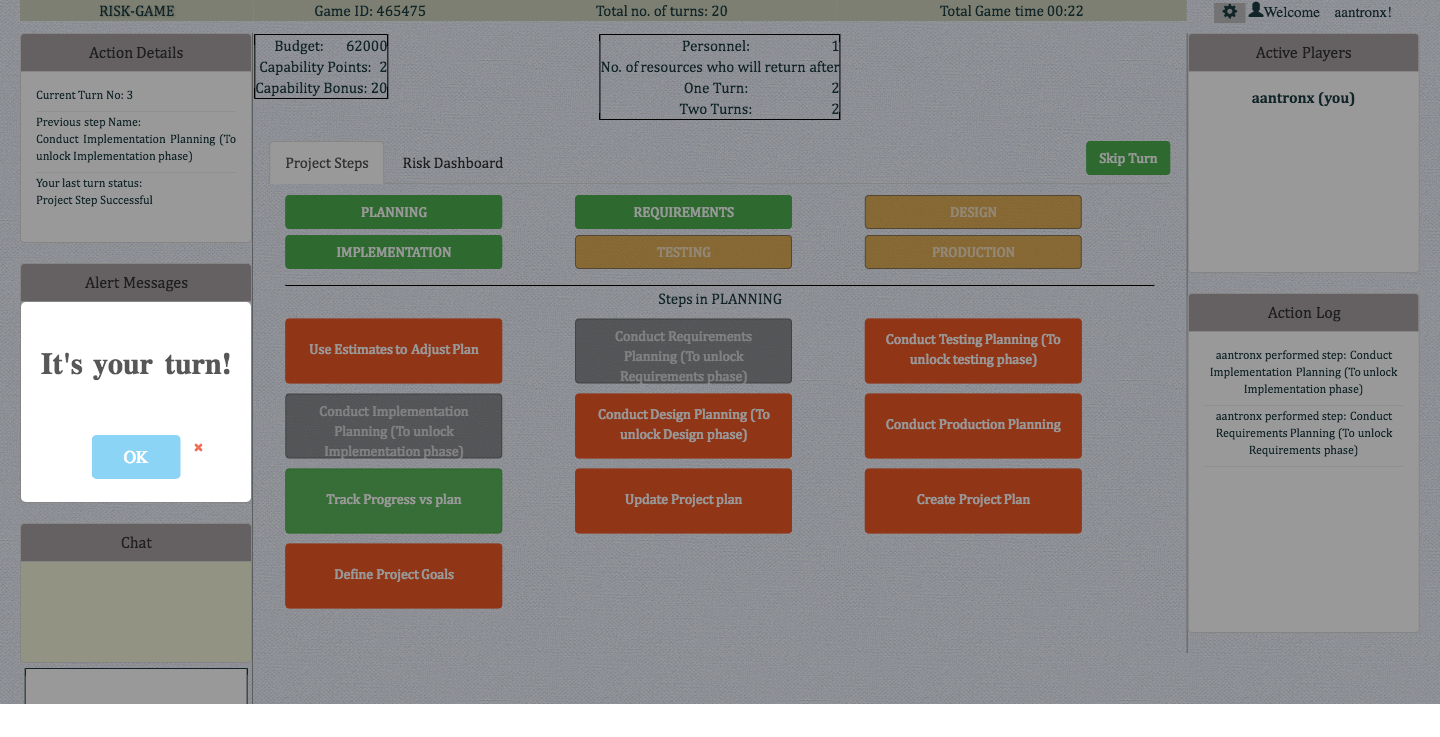 RISK-GAME Game ID: 465475 Total no. of turns: 20 Total Game time 00:22 Welcome aantronx!
Action Details
Current Turn No: 3
Previous step Name:
Conduct Implementation Planning (To
unlock Implementation phase)
Your last turn status:
Project Step Successful
Alert Messages
It's your turn!
OK
Chat
Budget: 62000
Capability Points: 2
Capability Bonus: 20
Personnel: 1
No. of resources who will return after
One Turn: 2
Two Turns: 2
Project Steps Risk Dashboard Skip Turn
PLANNING REQUIREMENTS DESIGN
IMPLEMENTATION TESTING PRODUCTION
Steps in PLANNING
Use Estimates to Adjust Plan
Conduct Requirements
Planning (To unlock
Requirements phase)
Conduct Testing Planning (To
unlock testing phase)
Conduct Implementation
Planning (To unlock
Implementation phase)
Conduct Design Planning (To
unlock Design phase)
Conduct Production Planning
Track Progress vs plan
Update Project plan
Create Project Plan
Define Project Goals
Active Players
aantronx (you)
Action Log
aantronx performed step: Conduct
Implementation Planning (To unlock
Implementation phase)
aantronx performed step: Conduct
Requirements Planning (To unlock
Requirements phase)